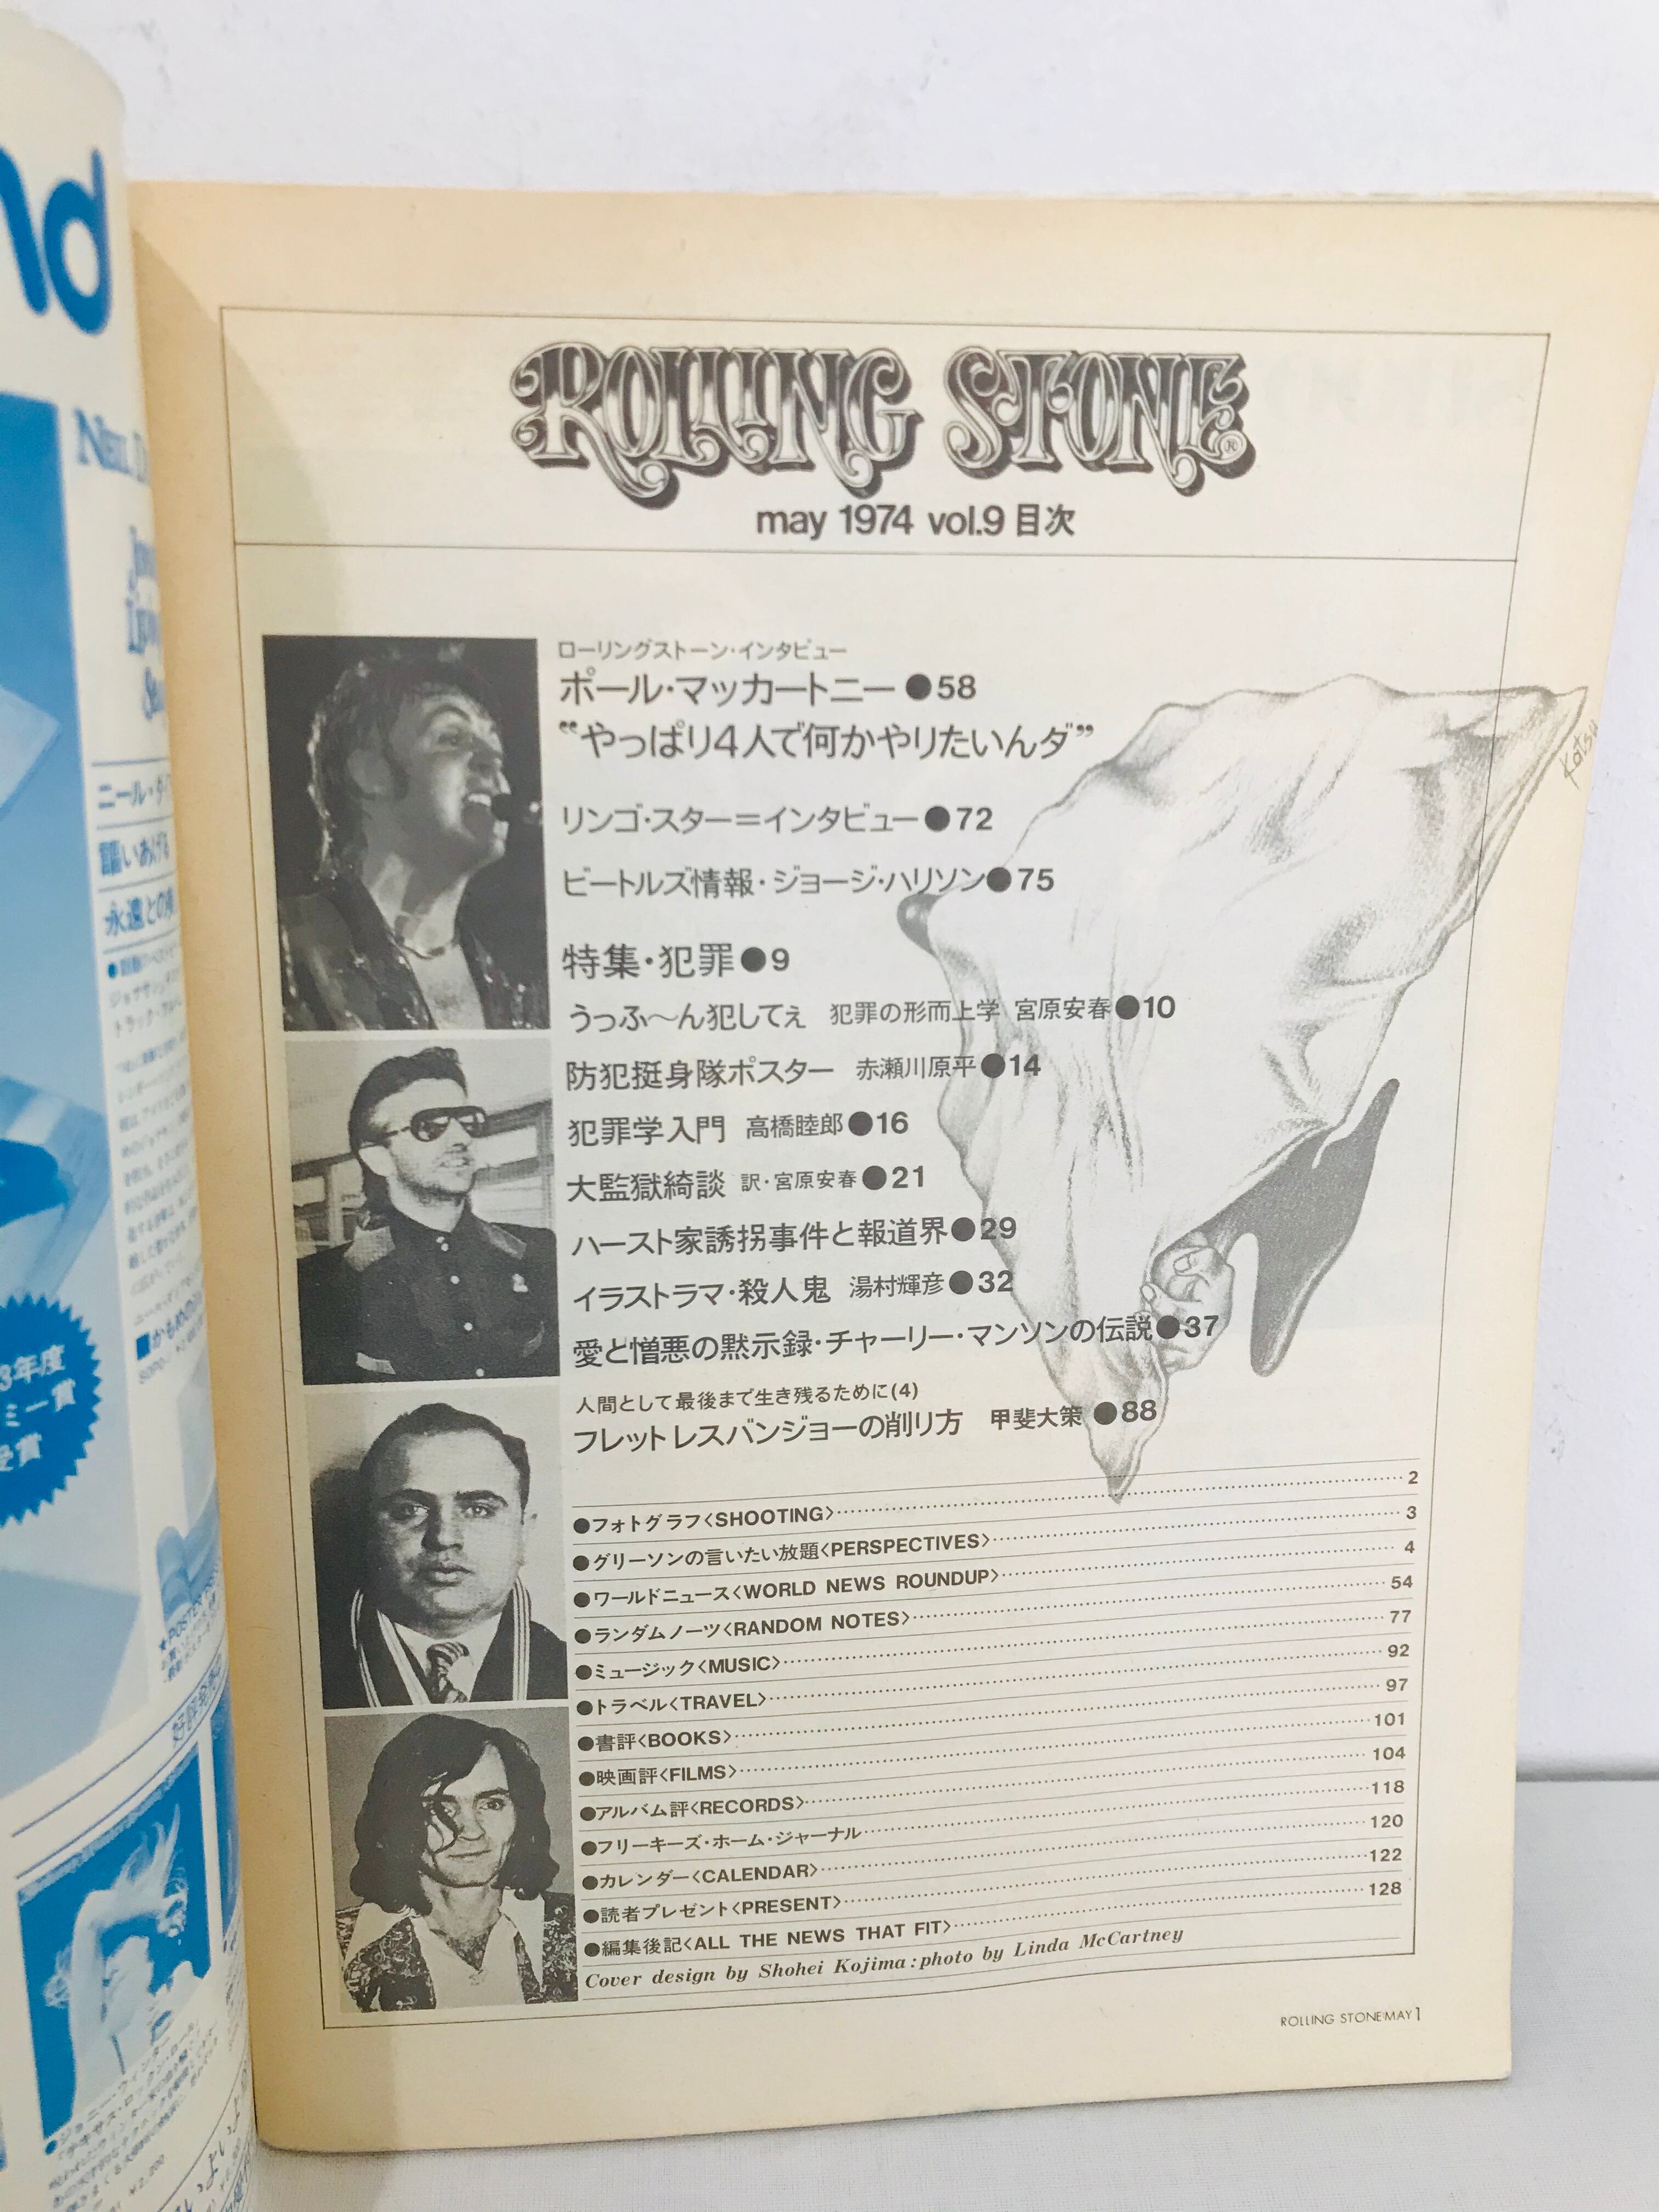 ROLLING STONE
may 1974 vol.9 目次
ローリングストーン・インタビュー
ポール・マッカートニー ●58
“やっぱり4人で何かやりたいんダ”
リンゴ・スター＝インタビュー●72
ビートルズ情報・ジョージ・ハリソン●75
特集・犯罪●9
うっふ〜ん犯してぇ 犯罪の形而上学 宮原安春●10
防犯挺身隊ポスター 赤瀬川原平●14
犯罪学入門 高橋睦郎●16
大監獄綺談 訳・宮原安春●21
ハースト家誘拐事件と報道界●29
イラストラマ・殺人鬼 湯村輝彦●32
愛と憎悪の黙示録・チャーリー・マンソンの伝説●37
人間として最後まで生き残るために(4)
フレットレスバンジョーの削り方 甲斐大策 ●88
●フォトグラフ〈SHOOTING〉 2
●グリーソンの言いたい放題〈PERSPECTIVES〉 3
●ワールドニュース〈WORLD NEWS ROUNDUP〉 4
●ランダムノーツ〈RANDOM NOTES〉 54
●ミュージック〈MUSIC〉 77
●トラベル〈TRAVEL〉 92
●書評〈BOOKS〉 97
●映画評〈FILMS〉 101
●アルバム評〈RECORDS〉 104
●フリーキーズ・ホーム・ジャーナル 118
●カレンダー〈CALENDAR〉 120
●読者プレゼント〈PRESENT〉 122
●編集後記〈ALL THE NEWS THAT FIT〉 128
Cover design by Shohei Kojima : photo by Linda McCartney
ROLLING STONE MAY 1
ニール・
永遠との
3年度
ミー賞
受賞